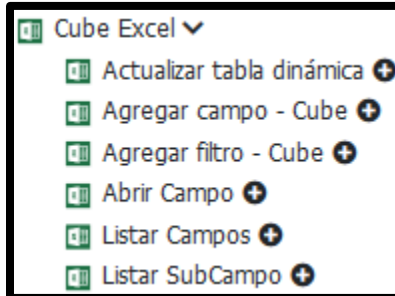 Cube Excel
Actualizar tabla dinámica
Agregar campo - Cube
Agregar filtro - Cube
Abrir Campo
Listar Campos
Listar SubCampo